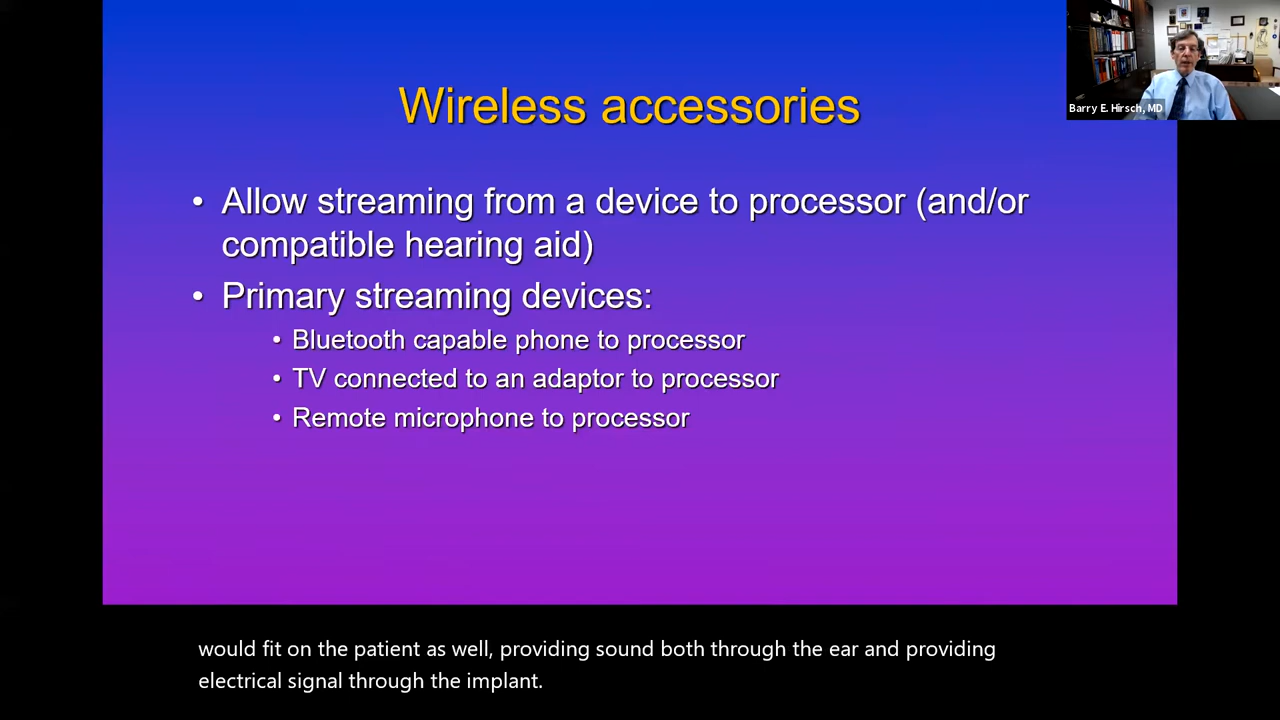 Wireless accessories
Barry E. Hirsch, MD
• Allow streaming from a device to processor (and/or
compatible hearing aid)
• Primary streaming devices:
• Bluetooth capable phone to processor
• TV connected to an adaptor to processor
• Remote microphone to processor
would fit on the patient as well, providing sound both through the ear and providing
electrical signal through the implant.